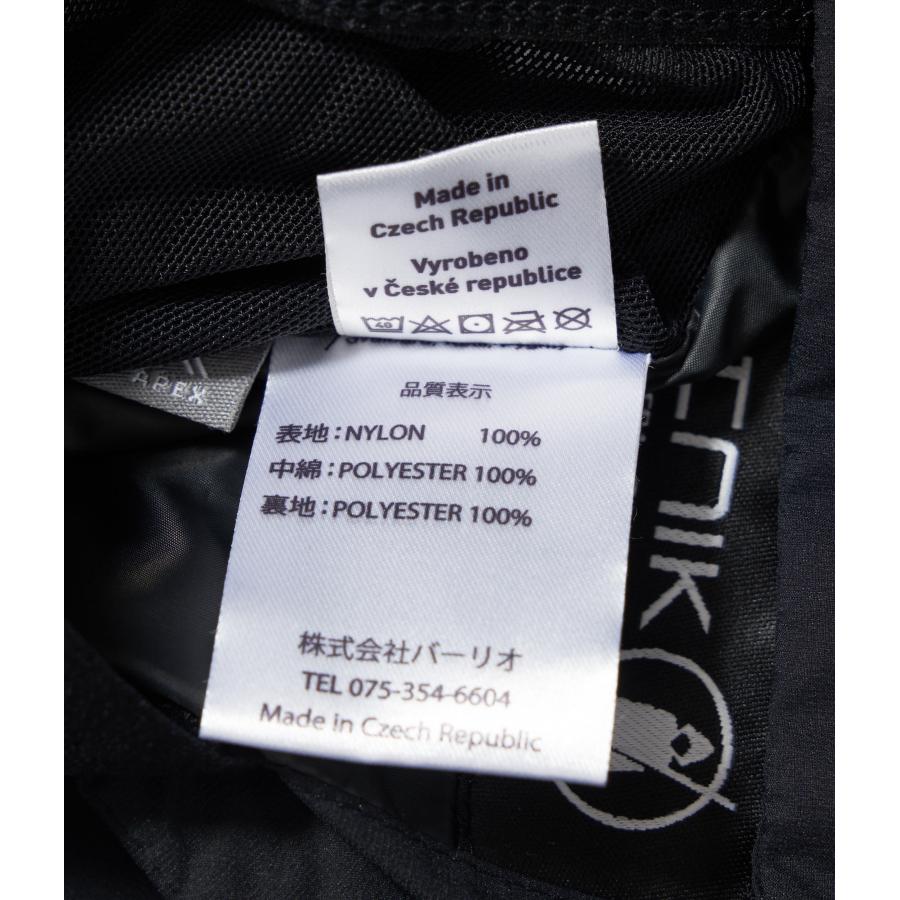 Made in
Czech Republic
Vyrobeno
v České republice
40
APEX
品質表示
表地：NYLON 100%
中綿：POLYESTER 100%
裏地：POLYESTER 100%
株式会社バーリオ
TEL 075-354-6604
Made in Czech Republic